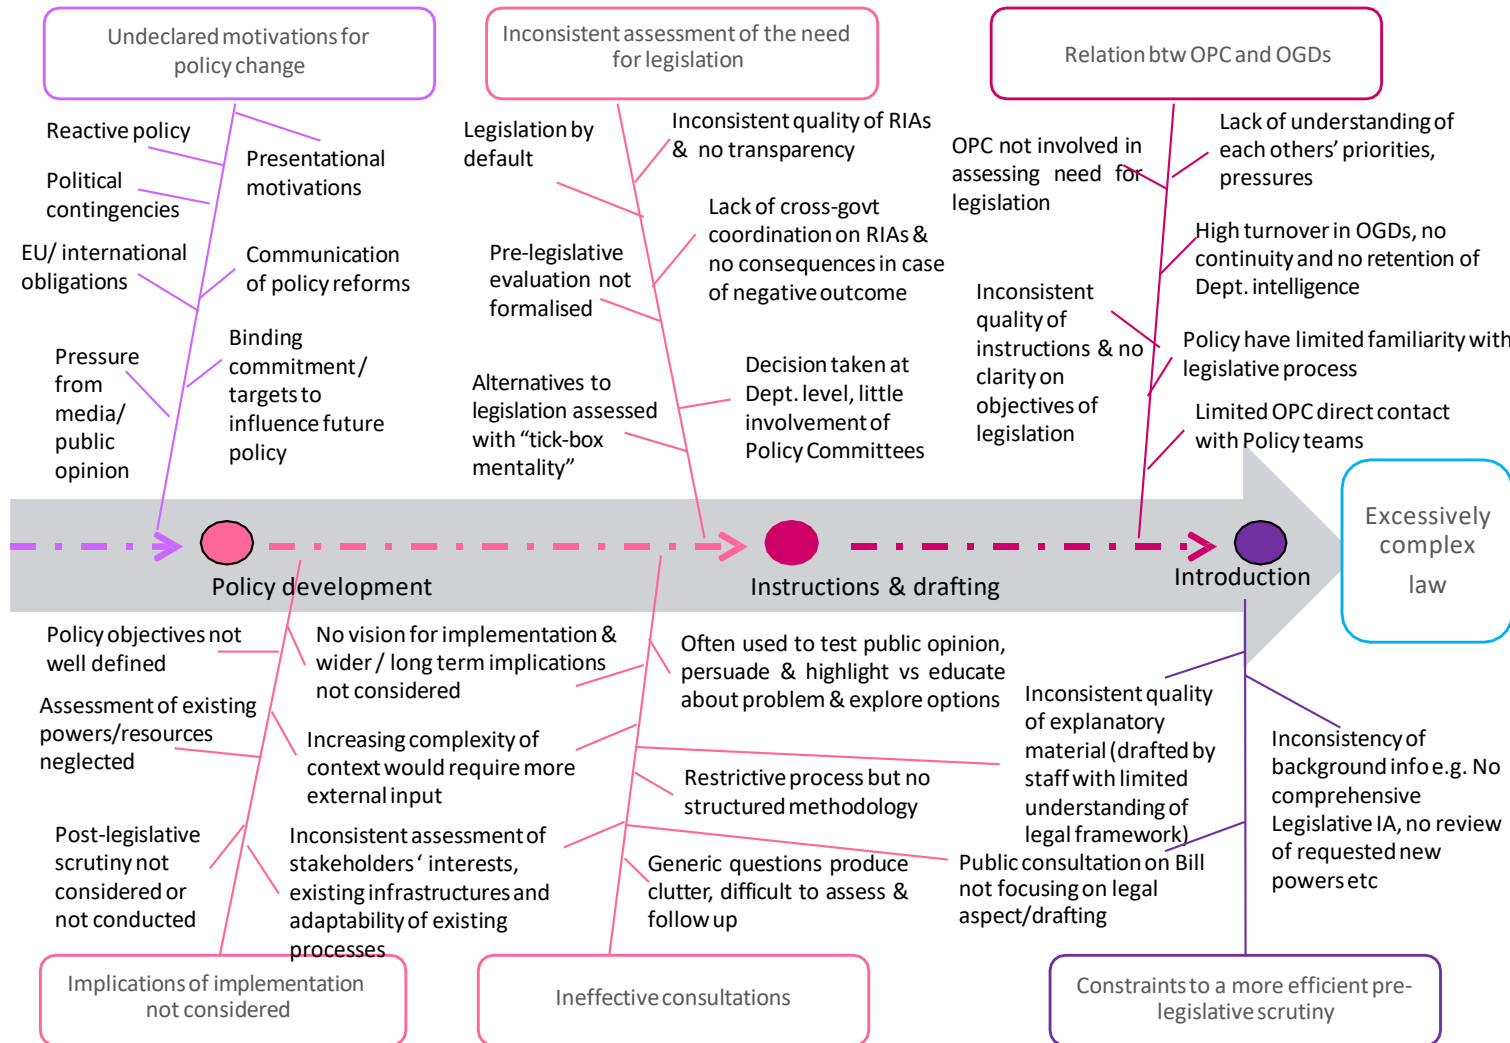 Undeclared motivations for
policy change
Inconsistent assessment of the need
for legislation
Relation btw OPC and OGDs
Reactive policy
Presentational
motivations
Political
contingencies
EU/ international
obligations
Communication
of policy reforms
Pressure
from
media/
public
opinion
Binding
commitment /
targets to
influence future
policy
Legislation by
default
Inconsistent quality of RIAs
& no transparency
Lack of cross-govt
coordination on RIAs &
no consequences in case
of negative outcome
Pre-legislative
evaluation not
formalised
Alternatives to
legislation assessed
with “tick-box
mentality”
Decision taken at
Dept. level, little
involvement of
Policy Committees
OPC not involved in
assessing need for
legislation
Lack of understanding of
each others’ priorities,
pressures
High turnover in OGDs, no
continuity and no retention of
Dept. intelligence
Inconsistent
quality of
instructions & no
clarity on
objectives of
legislation
Policy have limited familiarity with
legislative process
Limited OPC direct contact
with Policy teams
Policy development
Instructions & drafting
Introduction
Excessively
complex
law
Policy objectives not
well defined
No vision for implementation &
wider / long term implications
not considered
Assessment of existing
powers/resources
neglected
Increasing complexity of
context would require more
external input
Post-legislative
scrutiny not
considered or
not conducted
Inconsistent assessment of
stakeholders‘ interests,
existing infrastructures and
adaptability of existing
processes
Often used to test public opinion,
persuade & highlight vs educate
about problem & explore options
Restrictive process but no
structured methodology
Generic questions produce
clutter, difficult to assess &
follow up
Inconsistent quality
of explanatory
material (drafted by
staff with limited
understanding of
legal framework)
Public consultation on Bill
not focusing on legal
aspect/drafting
Inconsistency of
background info e.g. No
comprehensive
Legislative IA, no review
of requested new
powers etc
Implications of implementation
not considered
Ineffective consultations
Constraints to a more efficient pre-
legislative scrutiny